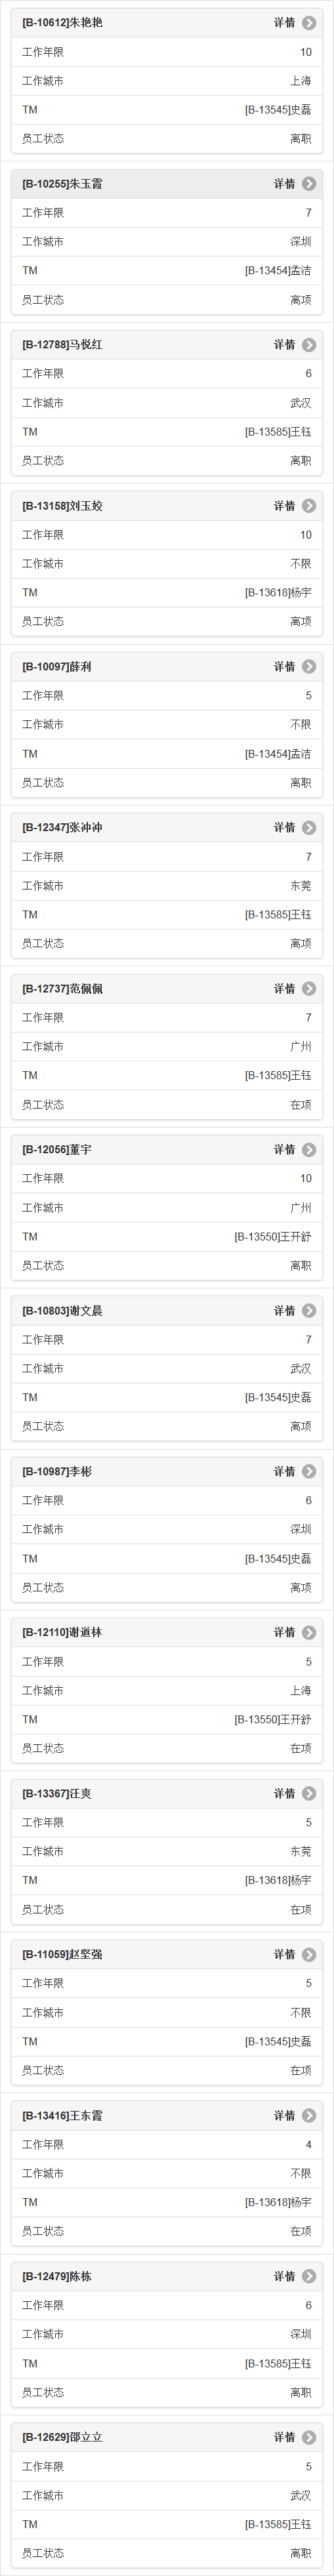 [B-10612]朱艳艳 详情
工作年限 10
工作城市 上海
TM [B-13545]史磊
员工状态 离职
[B-10255]朱玉霞 详情
工作年限 7
工作城市 深圳
TM [B-13454]孟洁
员工状态 离项
[B-12788]马悦红 详情
工作年限 6
工作城市 武汉
TM [B-13585]王钰
员工状态 离职
[B-13158]刘玉姣 详情
工作年限 10
工作城市 不限
TM [B-13618]杨宇
员工状态 离项
[B-10097]薛利 详情
工作年限 5
工作城市 不限
TM [B-13454]孟洁
员工状态 离职
[B-12347]张冲冲 详情
工作年限 7
工作城市 东莞
TM [B-13585]王钰
员工状态 离项
[B-12737]范佩佩 详情
工作年限 7
工作城市 广州
TM [B-13585]王钰
员工状态 在项
[B-12056]董宇 详情
工作年限 10
工作城市 广州
TM [B-13550]王开舒
员工状态 离职
[B-10803]谢文晨 详情
工作年限 7
工作城市 武汉
TM [B-13545]史磊
员工状态 离项
[B-10987]李彬 详情
工作年限 6
工作城市 深圳
TM [B-13545]史磊
员工状态 离项
[B-12110]谢道林 详情
工作年限 5
工作城市 上海
TM [B-13550]王开舒
员工状态 在项
[B-13367]汪爽 详情
工作年限 5
工作城市 东莞
TM [B-13618]杨宇
员工状态 在项
[B-11059]赵坚强 详情
工作年限 5
工作城市 不限
TM [B-13545]史磊
员工状态 在项
[B-13416]王东霞 详情
工作年限 4
工作城市 不限
TM [B-13618]杨宇
员工状态 在项
[B-12479]陈栋 详情
工作年限 6
工作城市 深圳
TM [B-13585]王钰
员工状态 离职
[B-12629]邵立立 详情
工作年限 5
工作城市 武汉
TM [B-13585]王钰
员工状态 离职